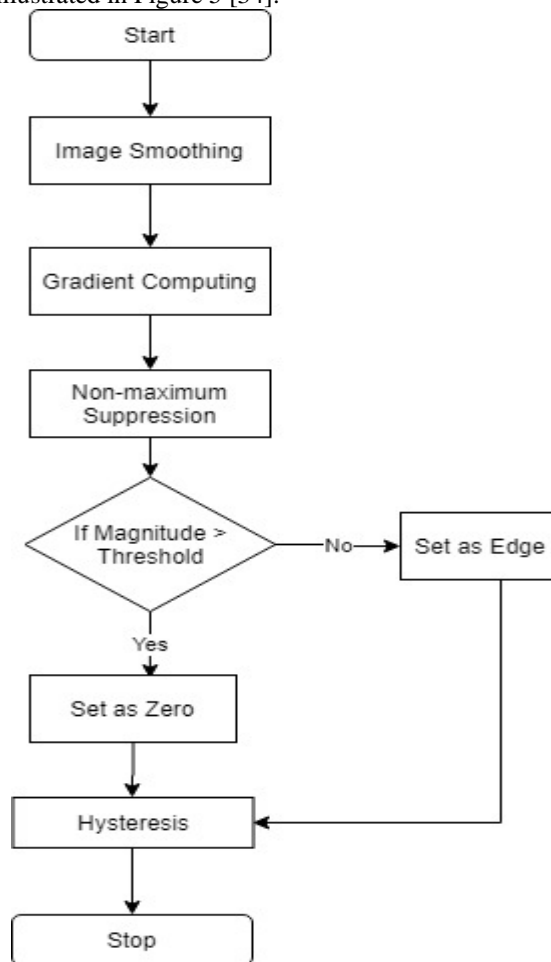 illustrated in Figure 3 [34].
Start
Image Smoothing
Gradient Computing
Non-maximum
Suppression
If Magnitude >
Threshold
No
Set as Edge
Yes
Set as Zero
Hysteresis
Stop